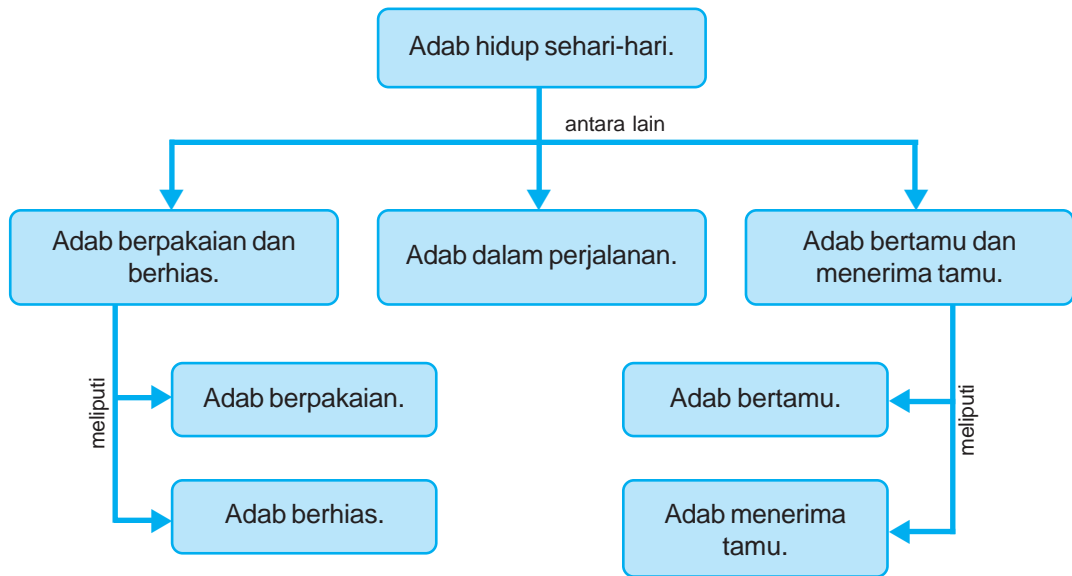 Adab hidup sehari-hari.
antara lain
Adab berpakaian dan
berhias.
Adab dalam perjalanan.
Adab bertamu dan
menerima tamu.
meliputi
Adab berpakaian.
Adab berhias.
meliputi
Adab bertamu.
Adab menerima
tamu.